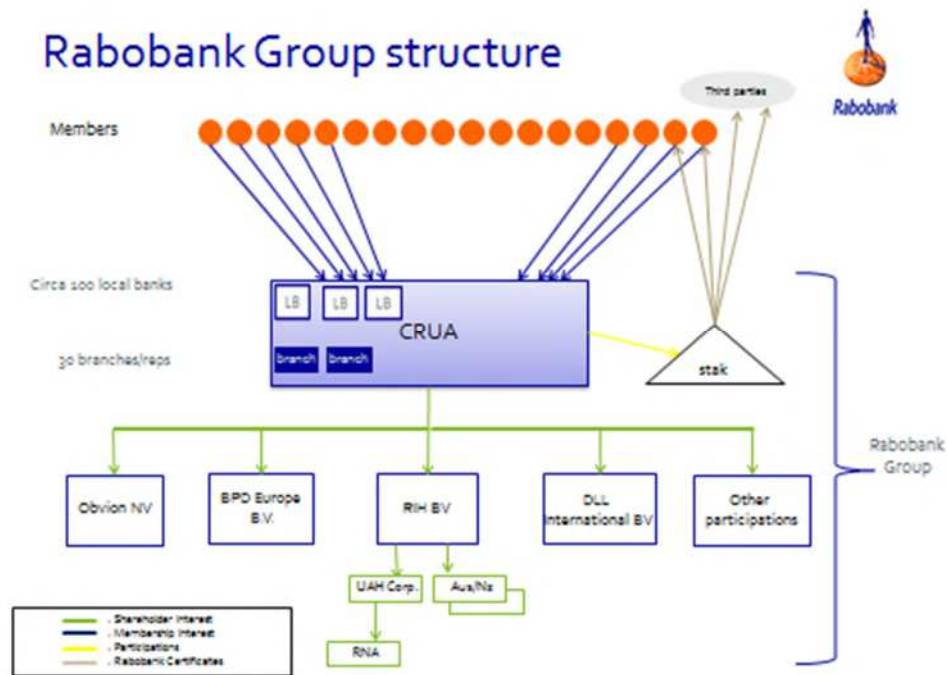 Rabobank Group structure
Third parties
Rabobank
Members
Circa 100 local banks
LB
LB
LB
CRUA
30 branches/reps
branch
branch
stak
Rabobank
Group
Obvion NV
BPD Europe
B.V.
RIH BV
DLL
International BV
Other
participations
UAH Corp.
Aus/Nz
RNA
: Shareholder Interest
: Membership Interest
: Participations
: Rabobank Certificates